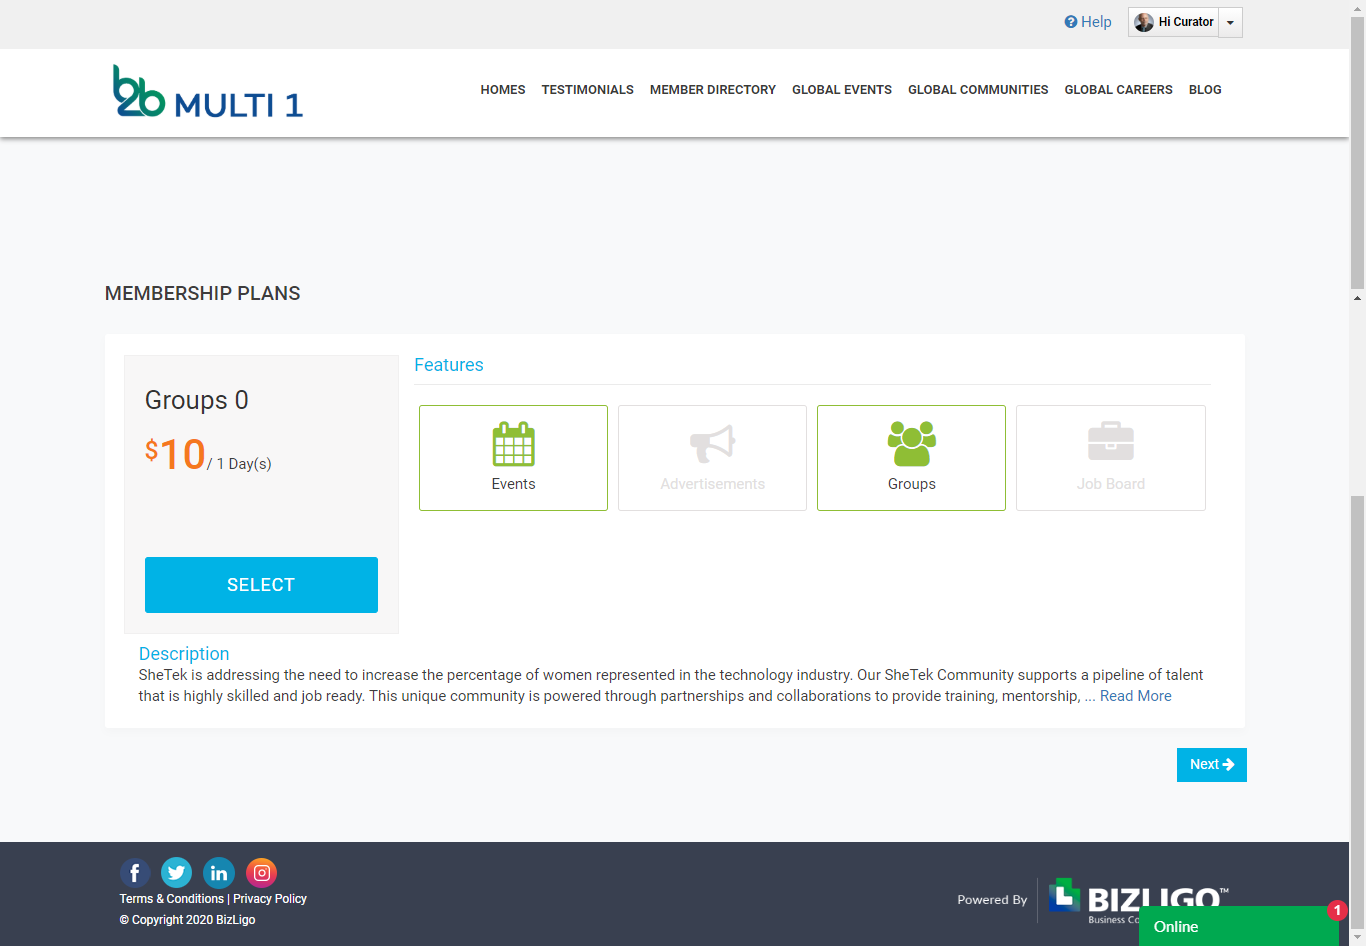 Help
Hi Curator
b2b MULTI 1
HOMES TESTIMONIALS MEMBER DIRECTORY GLOBAL EVENTS GLOBAL COMMUNITIES GLOBAL CAREERS BLOG
MEMBERSHIP PLANS
Groups 0
$10/ 1 Day(s)
SELECT
Features
Events
Advertisements
Groups
Job Board
Description
SheTek is addressing the need to increase the percentage of women represented in the technology industry. Our SheTek Community supports a pipeline of talent
that is highly skilled and job ready. This unique community is powered through partnerships and collaborations to provide training, mentorship, ... Read More
Next
Terms & Conditions | Privacy Policy
© Copyright 2020 BizLigo
Powered By
BIZLIGO™
Business
Online
1